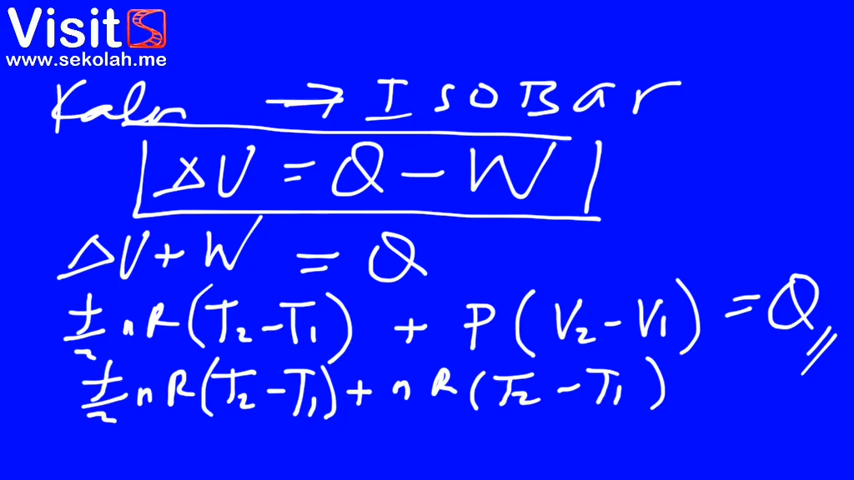 VisitS
www.sekolah.me
Kalor → IsoBar
ΔU = Q - W
ΔU + W = Q
f/2 nR(T₂-T₁) + P(V₂-V₁) = Q
f/2 nR(T₂-T₁) + nR(T₂-T₁)